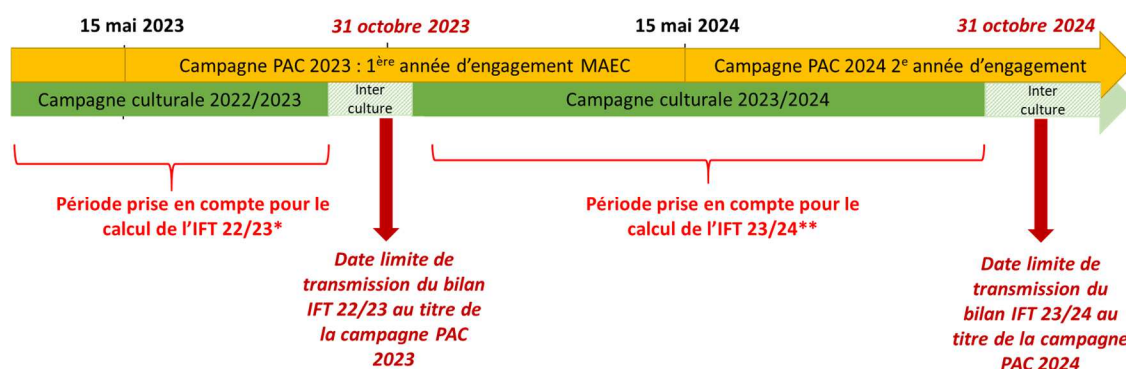 15 mai 2023
31 octobre 2023
15 mai 2024
31 octobre 2024
Campagne PAC 2023 : 1ère année d’engagement MAEC
Campagne PAC 2024 2e année d’engagement
Campagne culturale 2022/2023
Inter
culture
Campagne culturale 2023/2024
Inter
culture
Période prise en compte pour le
calcul de l’IFT 22/23*
Période prise en compte pour le
calcul de l’IFT 23/24**
Date limite de
transmission du bilan
IFT 22/23 au titre de
la campagne PAC
2023
Date limite de
transmission du
bilan IFT 23/24 au
titre de la campagne
PAC 2024